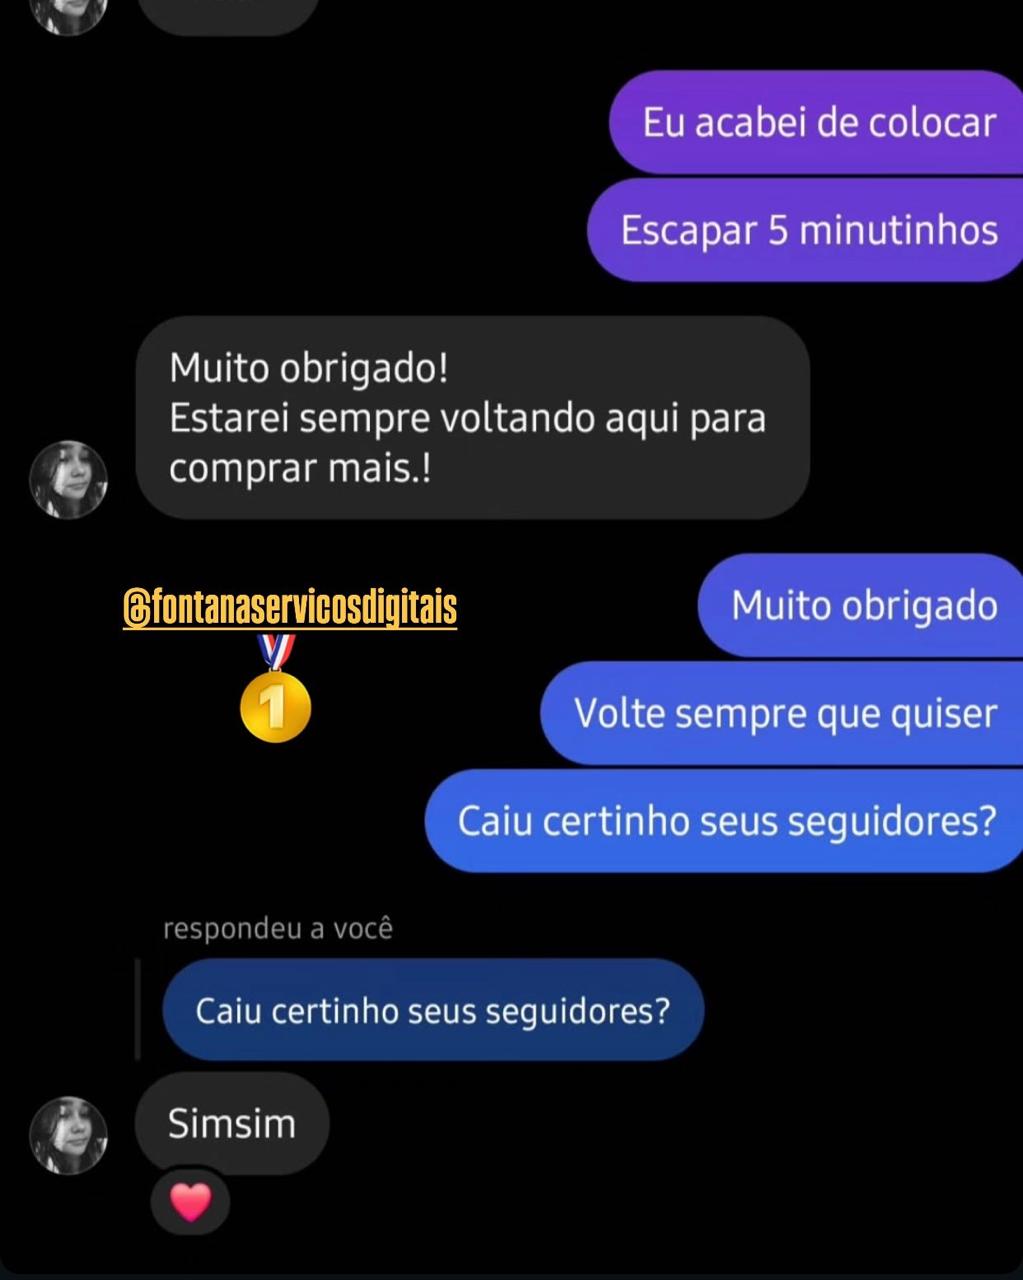 Eu acabei de colocar
Escapar 5 minutinhos
Muito obrigado!
Estarei sempre voltando aqui para
comprar mais.!
@fontanaservicosdigitais
1
Muito obrigado
Volte sempre que quiser
Caiu certinho seus seguidores?
respondeu a você
Caiu certinho seus seguidores?
Simsim